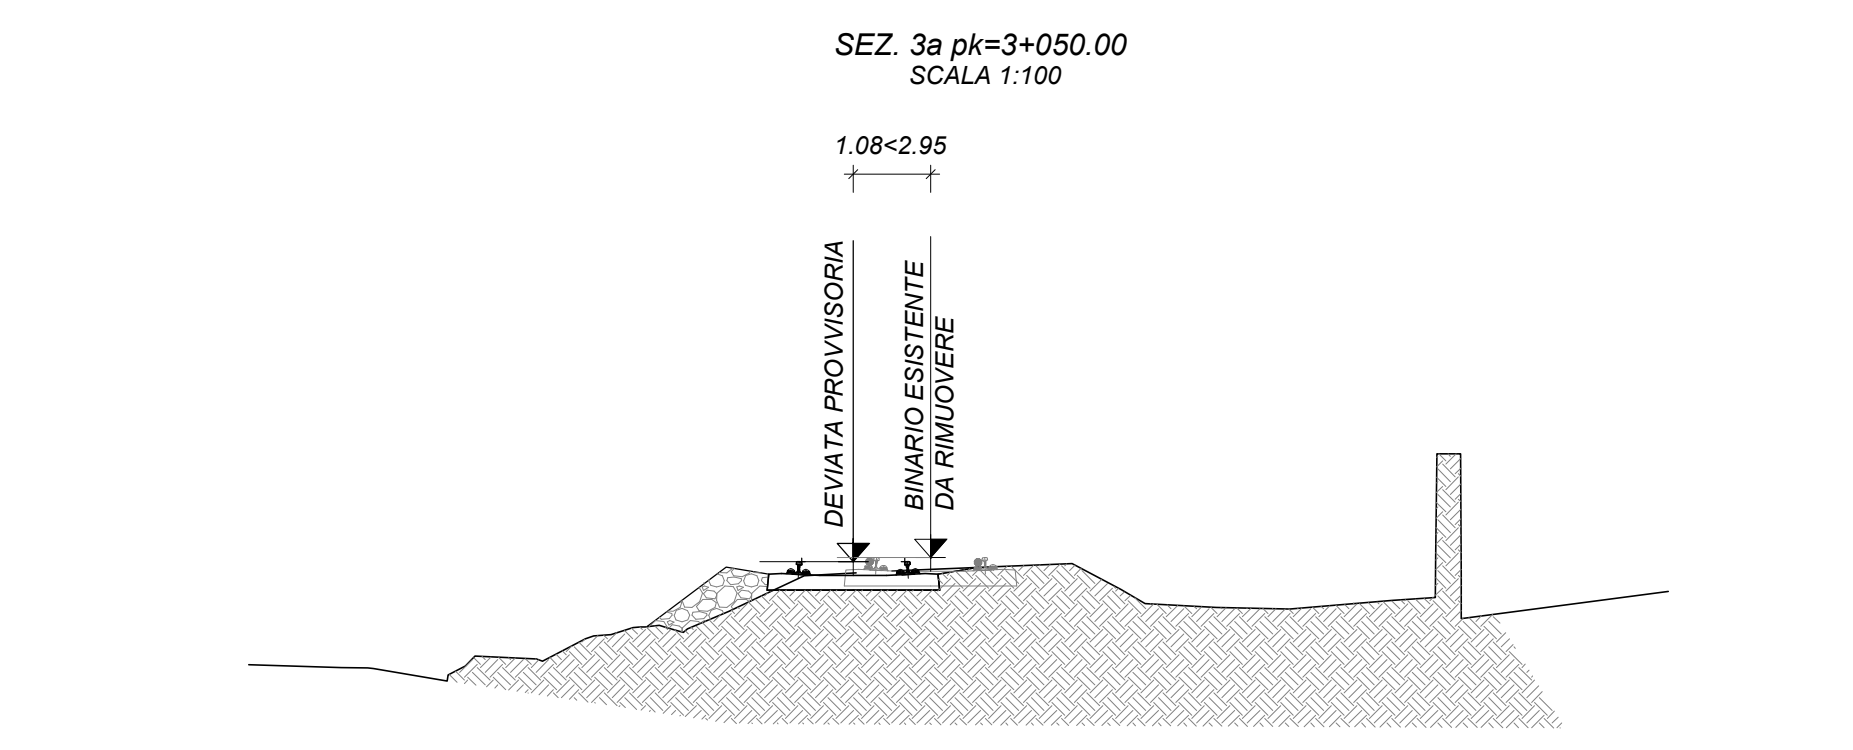 SEZ. 3a pk=3+050.00
SCALA 1:100
1.08<2.95
DEVIATA PROVVISORIA
BINARIO ESISTENTE
DA RIMUOVERE